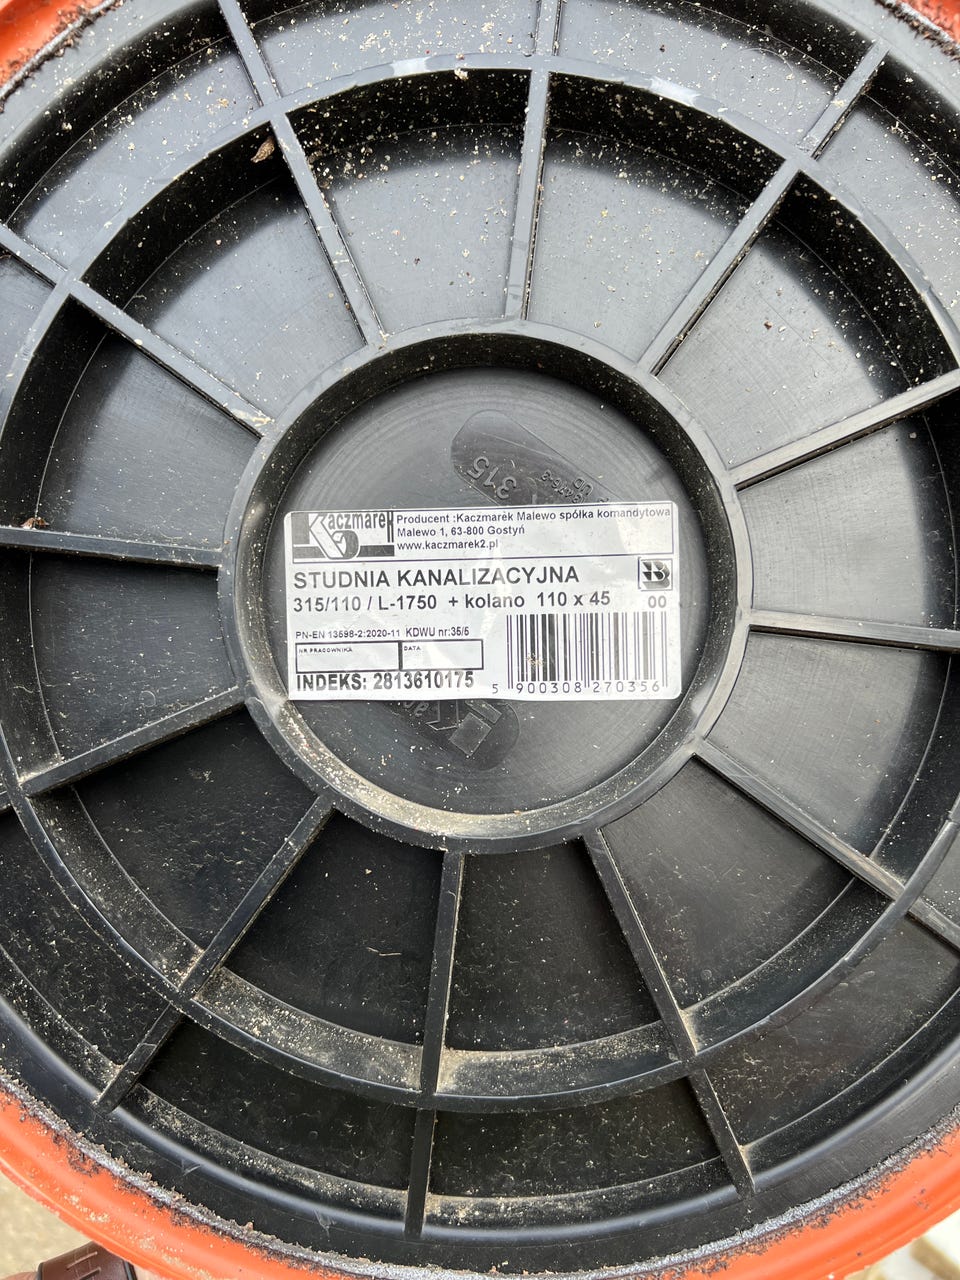 315
Kaczmarek
Producent :Kaczmarek Malewo spółka komandytowa
Malewo 1, 63-800 Gostyń
www.kaczmarek2.pl
STUDNIA KANALIZACYJNA
B
315/110 / L-1750 + kolano 110 x 45 00
PN-EN 13598-2:2020-11 KDWU nr:35/5
NR PRACOWNIKA DATA
INDEKS: 2813610175
5 900308 270356